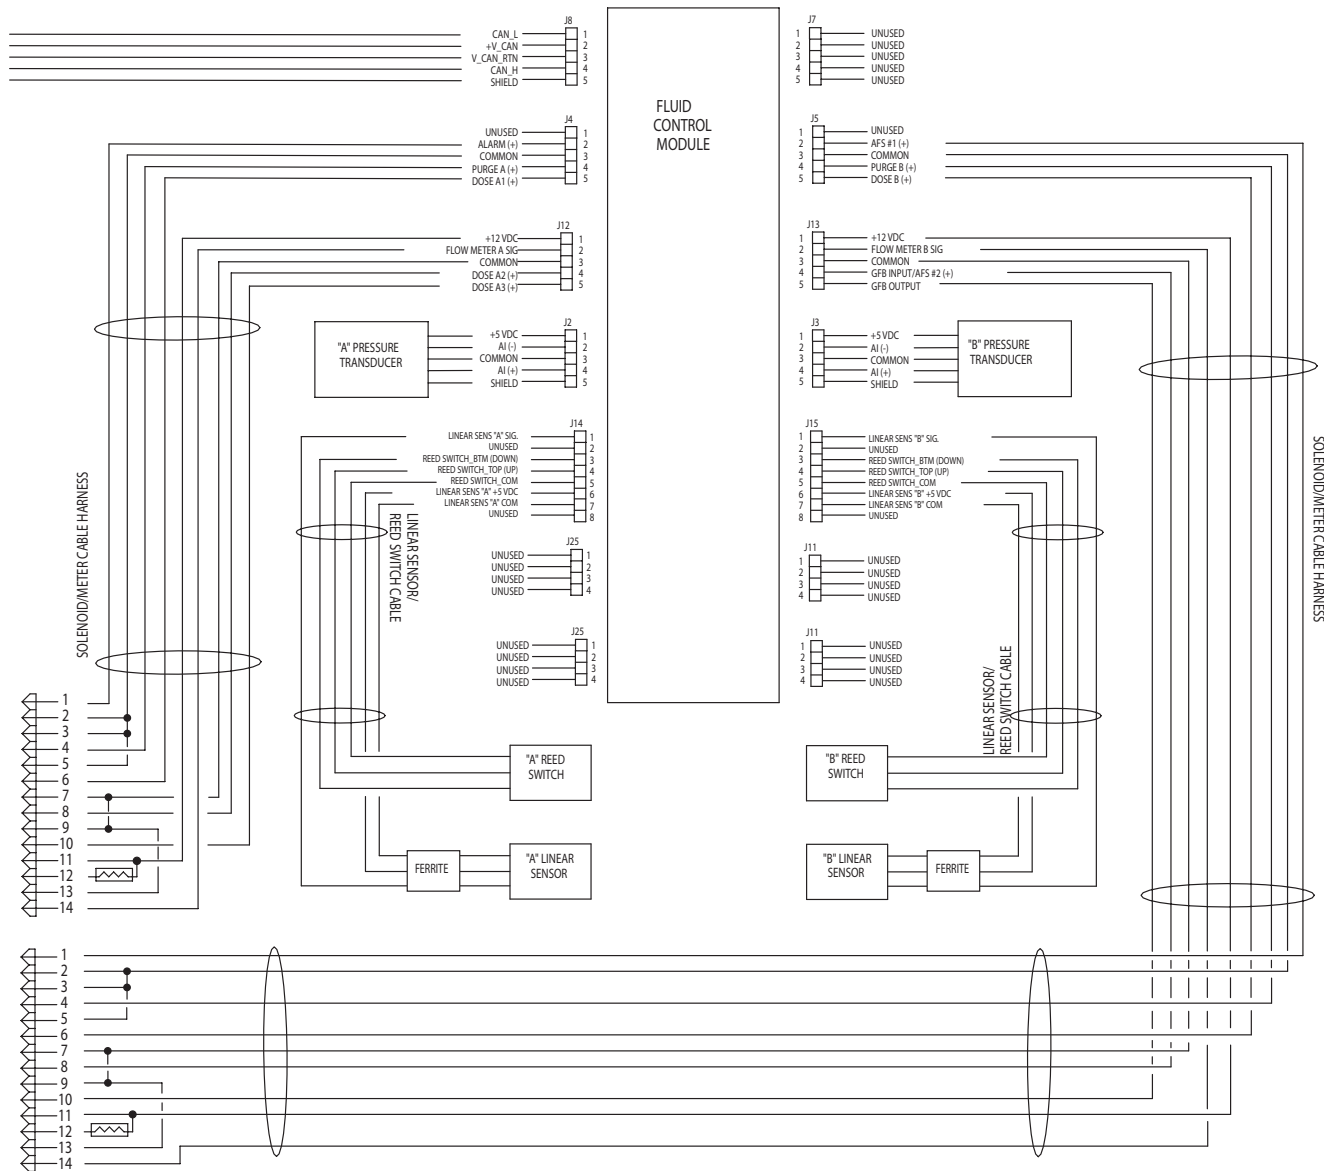 J8
CAN_L 1
+V_CAN 2
V_CAN_RTN 3
CAN_H 4
SHIELD 5
J4
UNUSED 1
ALARM (+) 2
COMMON 3
PURGE A (+) 4
DOSE A1 (+) 5
J12
+12 VDC 1
FLOW METER A SIG 2
COMMON 3
DOSE A2 (+) 4
DOSE A3 (+) 5
J2
+5 VDC 1
AI (-) 2
COMMON 3
AI (+) 4
SHIELD 5
"A" PRESSURE
TRANSDUCER
J14
LINEAR SENS "A" SIG. 1
UNUSED 2
REED SWITCH_BTM (DOWN) 3
REED SWITCH_TOP (UP) 4
REED SWITCH_COM 5
LINEAR SENS "A" +5 VDC 6
LINEAR SENS "A" COM 7
UNUSED 8
J25
UNUSED 1
UNUSED 2
UNUSED 3
UNUSED 4
J25
UNUSED 1
UNUSED 2
UNUSED 3
UNUSED 4
FLUID
CONTROL
MODULE
J7
1 UNUSED
2 UNUSED
3 UNUSED
4 UNUSED
5 UNUSED
J5
1 UNUSED
2 AFS #1 (+)
3 COMMON
4 PURGE B (+)
5 DOSE B (+)
J13
1 +12 VDC
2 FLOW METER B SIG
3 COMMON
4 GFB INPUT/AFS #2 (+)
5 GFB OUTPUT
J3
1 +5 VDC
2 AI (-)
3 COMMON
4 AI (+)
5 SHIELD
"B" PRESSURE
TRANSDUCER
J15
1 LINEAR SENS "B" SIG.
2 UNUSED
3 REED SWITCH_BTM (DOWN)
4 REED SWITCH_TOP (UP)
5 REED SWITCH_COM
6 LINEAR SENS "B" +5 VDC
7 LINEAR SENS "B" COM
8 UNUSED
J11
1 UNUSED
2 UNUSED
3 UNUSED
4 UNUSED
J11
1 UNUSED
2 UNUSED
3 UNUSED
4 UNUSED
SOLENOID/METER CABLE HARNESS
LINEAR SENSOR/
REED SWITCH CABLE
LINEAR SENSOR/
REED SWITCH CABLE
SOLENOID/METER CABLE HARNESS
"A" REED
SWITCH
"B" REED
SWITCH
FERRITE
"A" LINEAR
SENSOR
"B" LINEAR
SENSOR
FERRITE
1
2
3
4
5
6
7
8
9
10
11
12
13
14
1
2
3
4
5
6
7
8
9
10
11
12
13
14